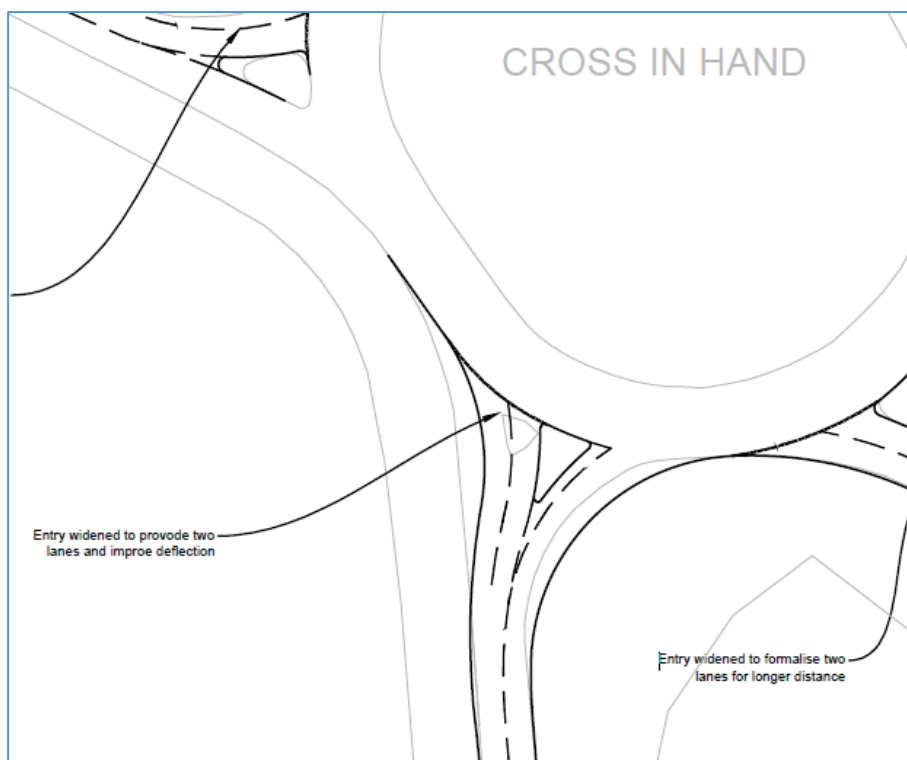 CROSS IN HAND
Entry widened to provode two
lanes and improe deflection
Entry widened to formalise two
lanes for longer distance